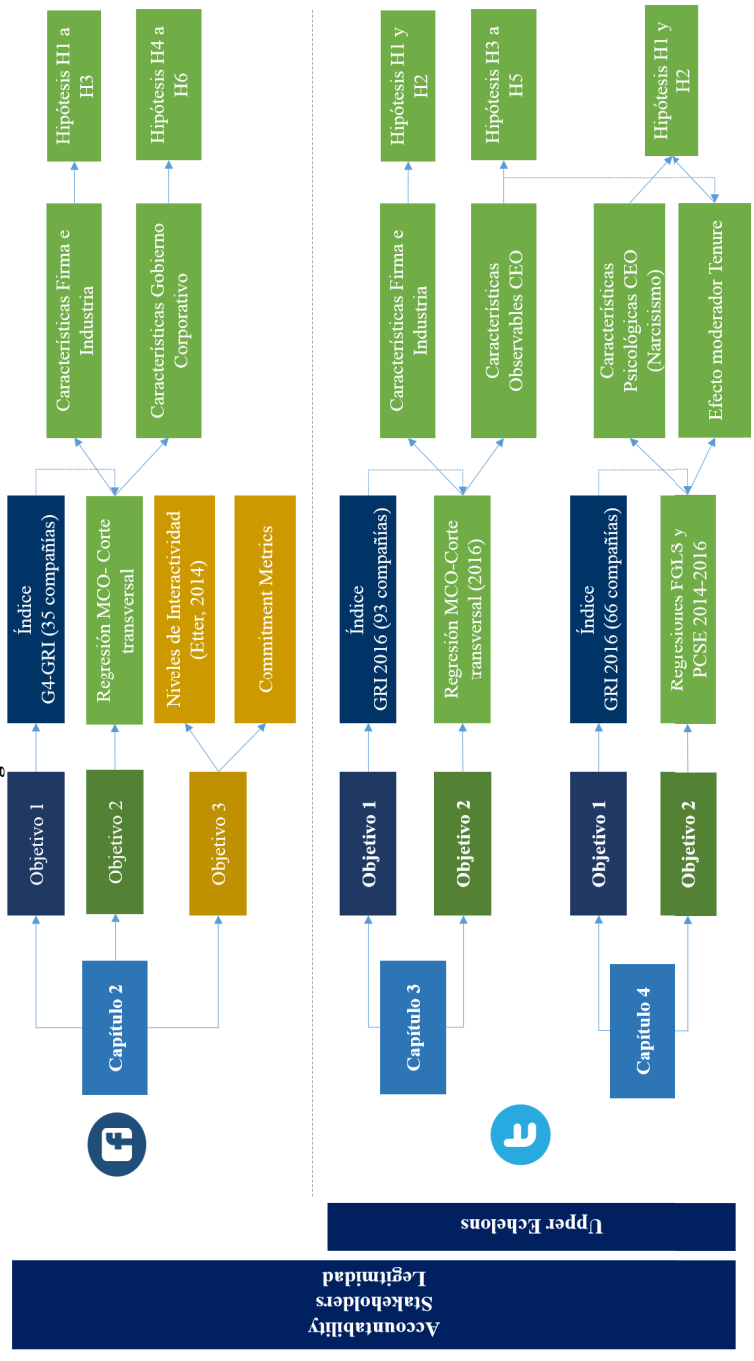 Accountability
Stakeholders
Legitmidad
Upper Echelons
Capítulo 2
Objetivo 1
Índice
G4-GRI (35 compañías)
Objetivo 2
Regresión MCO- Corte
transversal
Características Firma e
Industria
Hipótesis H1 a
H3
Características Gobierno
Corporativo
Hipótesis H4 a
H6
Objetivo 3
Niveles de Interactividad
(Etter, 2014)
Commitment Metrics
Capítulo 3
Objetivo 1
Índice
GRI 2016 (93 compañías)
Objetivo 2
Regresión MCO-Corte
transversal (2016)
Características Firma e
Industria
Hipótesis H1 y
H2
Características
Observables CEO
Hipótesis H3 a
H5
Capítulo 4
Objetivo 1
Índice
GRI 2016 (66 compañías)
Objetivo 2
Regresiones FGLS y
PCSE 2014-2016
Características
Psicológicas CEO
(Narcisismo)
Efecto moderador Tenure
Hipótesis H1 y
H2